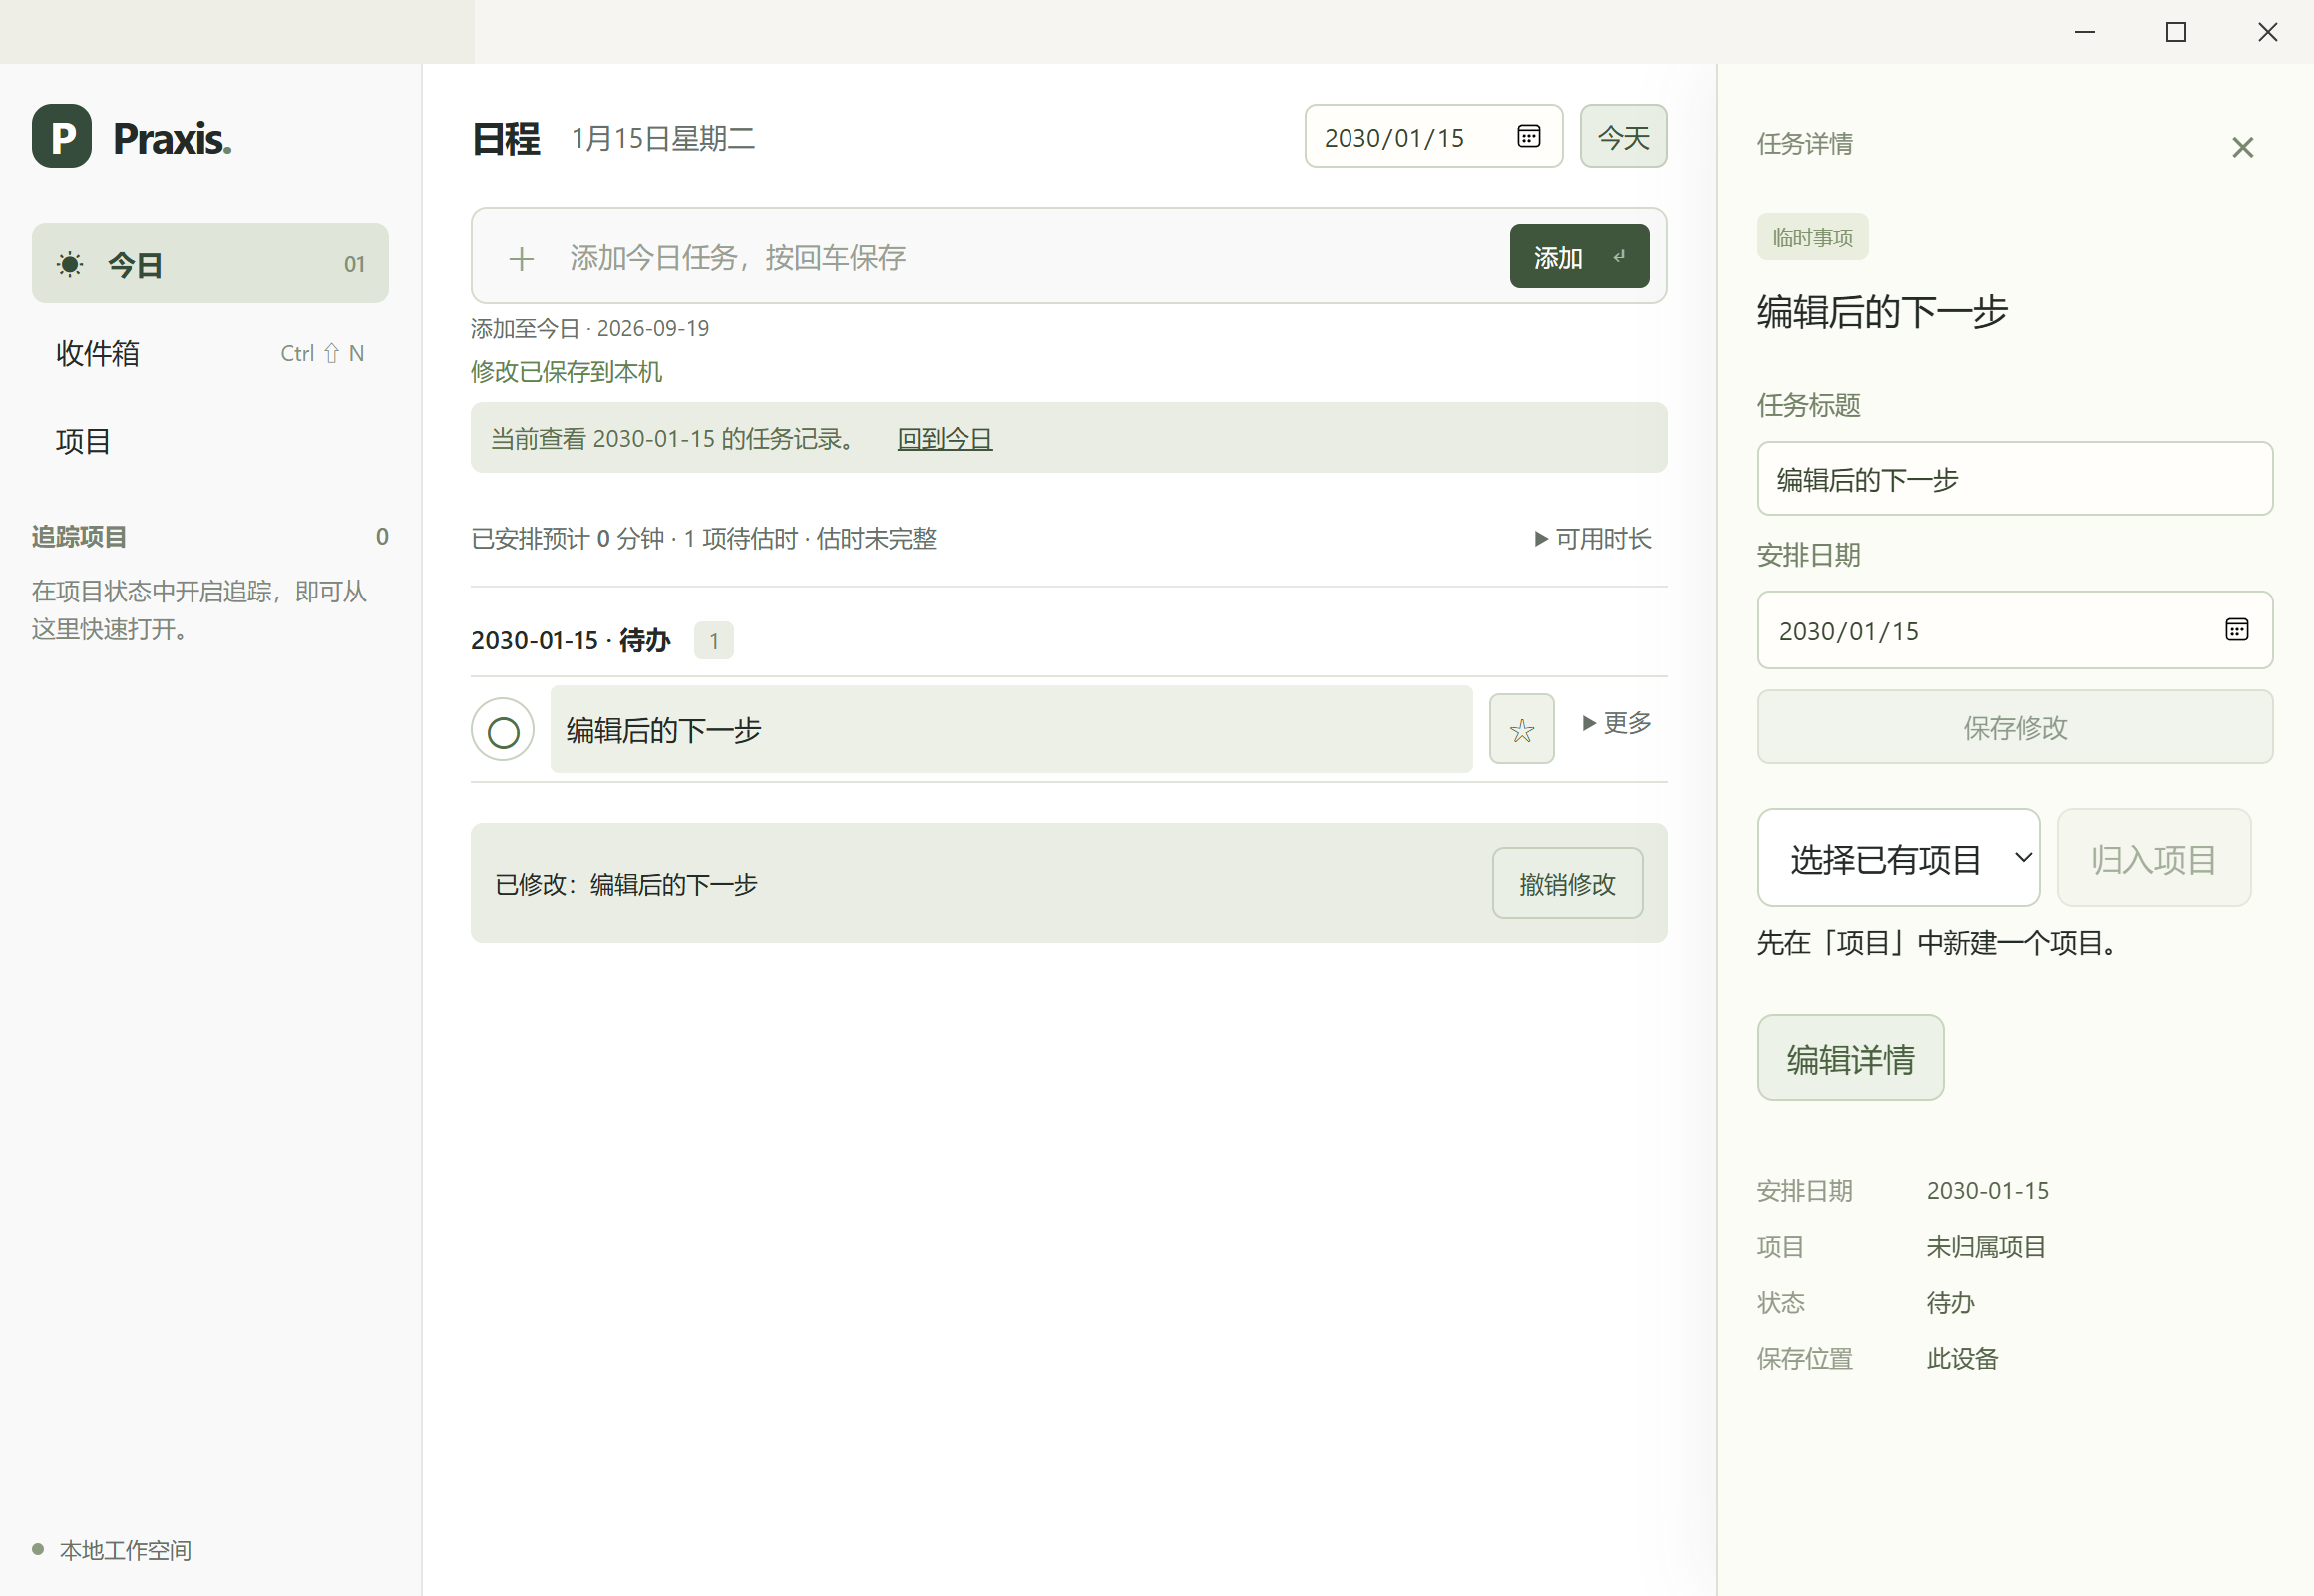 P Praxis.
今日 01
收件箱 Ctrl ⇧ N
项目
追踪项目 0
在项目状态中开启追踪，即可从
这里快速打开。
本地工作空间
日程 1月15日星期二 2030/01/15 今天
+ 添加今日任务，按回车保存 添加 ↵
添加至今日 · 2026-09-19
修改已保存到本机
当前查看 2030-01-15 的任务记录。 回到今日
已安排预计 0 分钟 · 1 项待估时 · 估时未完整 ▶ 可用时长
2030-01-15 · 待办 1
编辑后的下一步 ☆ ▶ 更多
已修改：编辑后的下一步 撤销修改
任务详情 ×
临时事项
编辑后的下一步
任务标题
编辑后的下一步
安排日期
2030/01/15
保存修改
选择已有项目 归入项目
先在「项目」中新建一个项目。
编辑详情
安排日期 2030-01-15
项目 未归属项目
状态 待办
保存位置 此设备